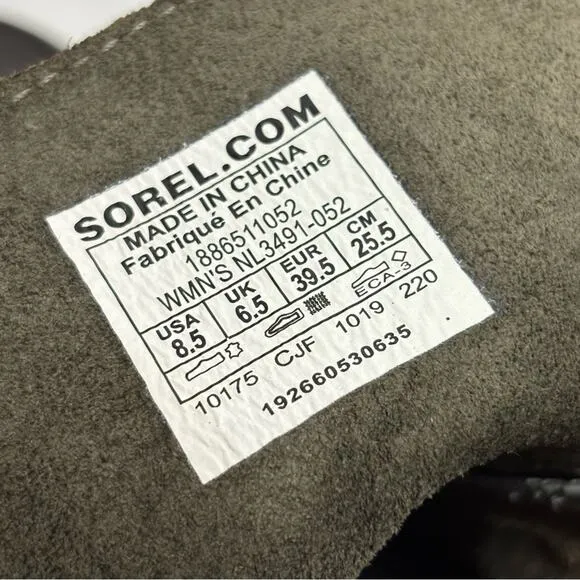 SOREL.COM
MADE IN CHINA
Fabriqué En Chine
1886511052
WMN'S NL3491-052
USA UK EUR CM
8.5 6.5 39.5 25.5
ECA-3
10175 CJF 1019 220
192660530635